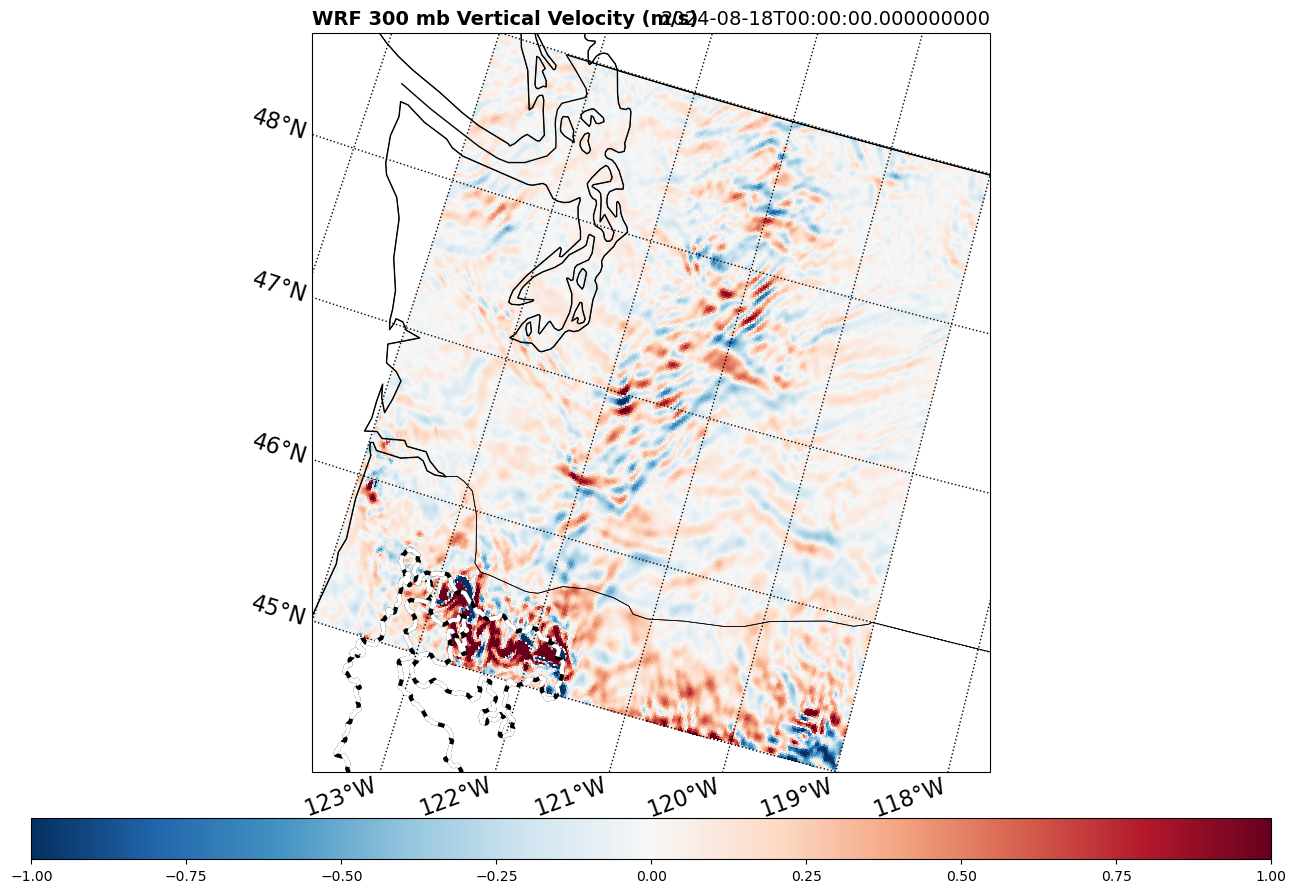 WRF 300 mb Vertical Velocity (m/s)
2024-08-18T00:00:00.000000000
48°N
47°N
46°N
45°N
123°W 122°W 121°W 120°W 119°W 118°W
−1.00 −0.75 −0.50 −0.25 0.00 0.25 0.50 0.75 1.00